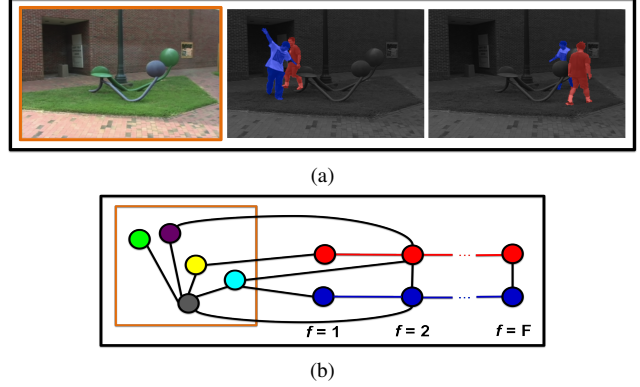 (a)
... ...
f = 1 f = 2 f = F
(b)